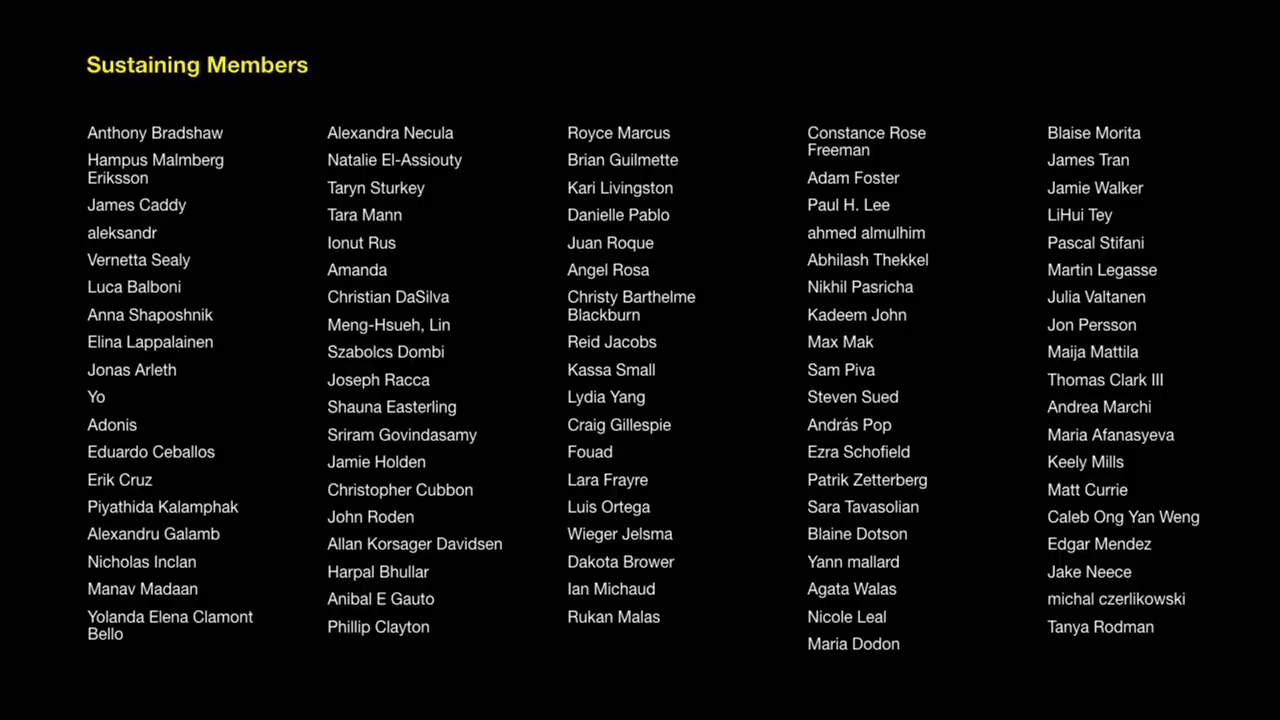 Sustaining Members
Anthony Bradshaw
Hampus Malmberg
Eriksson
James Caddy
aleksandr
Vernetta Sealy
Luca Balboni
Anna Shaposhnik
Elina Lappalainen
Jonas Arleth
Yo
Adonis
Eduardo Ceballos
Erik Cruz
Piyathida Kalamphak
Alexandru Galamb
Nicholas Inclan
Manav Madaan
Yolanda Elena Clamont
Bello
Alexandra Necula
Natalie El-Assiouty
Taryn Sturkey
Tara Mann
Ionut Rus
Amanda
Christian DaSilva
Meng-Hsueh, Lin
Szabolcs Dombi
Joseph Racca
Shauna Easterling
Sriram Govindasamy
Jamie Holden
Christopher Cubbon
John Roden
Allan Korsager Davidsen
Harpal Bhullar
Anibal E Gauto
Phillip Clayton
Royce Marcus
Brian Guilmette
Kari Livingston
Danielle Pablo
Juan Roque
Angel Rosa
Christy Barthelme
Blackburn
Reid Jacobs
Kassa Small
Lydia Yang
Craig Gillespie
Fouad
Lara Frayre
Luis Ortega
Wieger Jelsma
Dakota Brower
Ian Michaud
Rukan Malas
Constance Rose
Freeman
Adam Foster
Paul H. Lee
ahmed almulhim
Abhilash Thekkel
Nikhil Pasricha
Kadeem John
Max Mak
Sam Piva
Steven Sued
András Pop
Ezra Schofield
Patrik Zetterberg
Sara Tavasolian
Blaine Dotson
Yann mallard
Agata Walas
Nicole Leal
Maria Dodon
Blaise Morita
James Tran
Jamie Walker
LiHui Tey
Pascal Stifani
Martin Legasse
Julia Valtanen
Jon Persson
Maija Mattila
Thomas Clark III
Andrea Marchi
Maria Afanasyeva
Keely Mills
Matt Currie
Caleb Ong Yan Weng
Edgar Mendez
Jake Neece
michal czerlikowski
Tanya Rodman